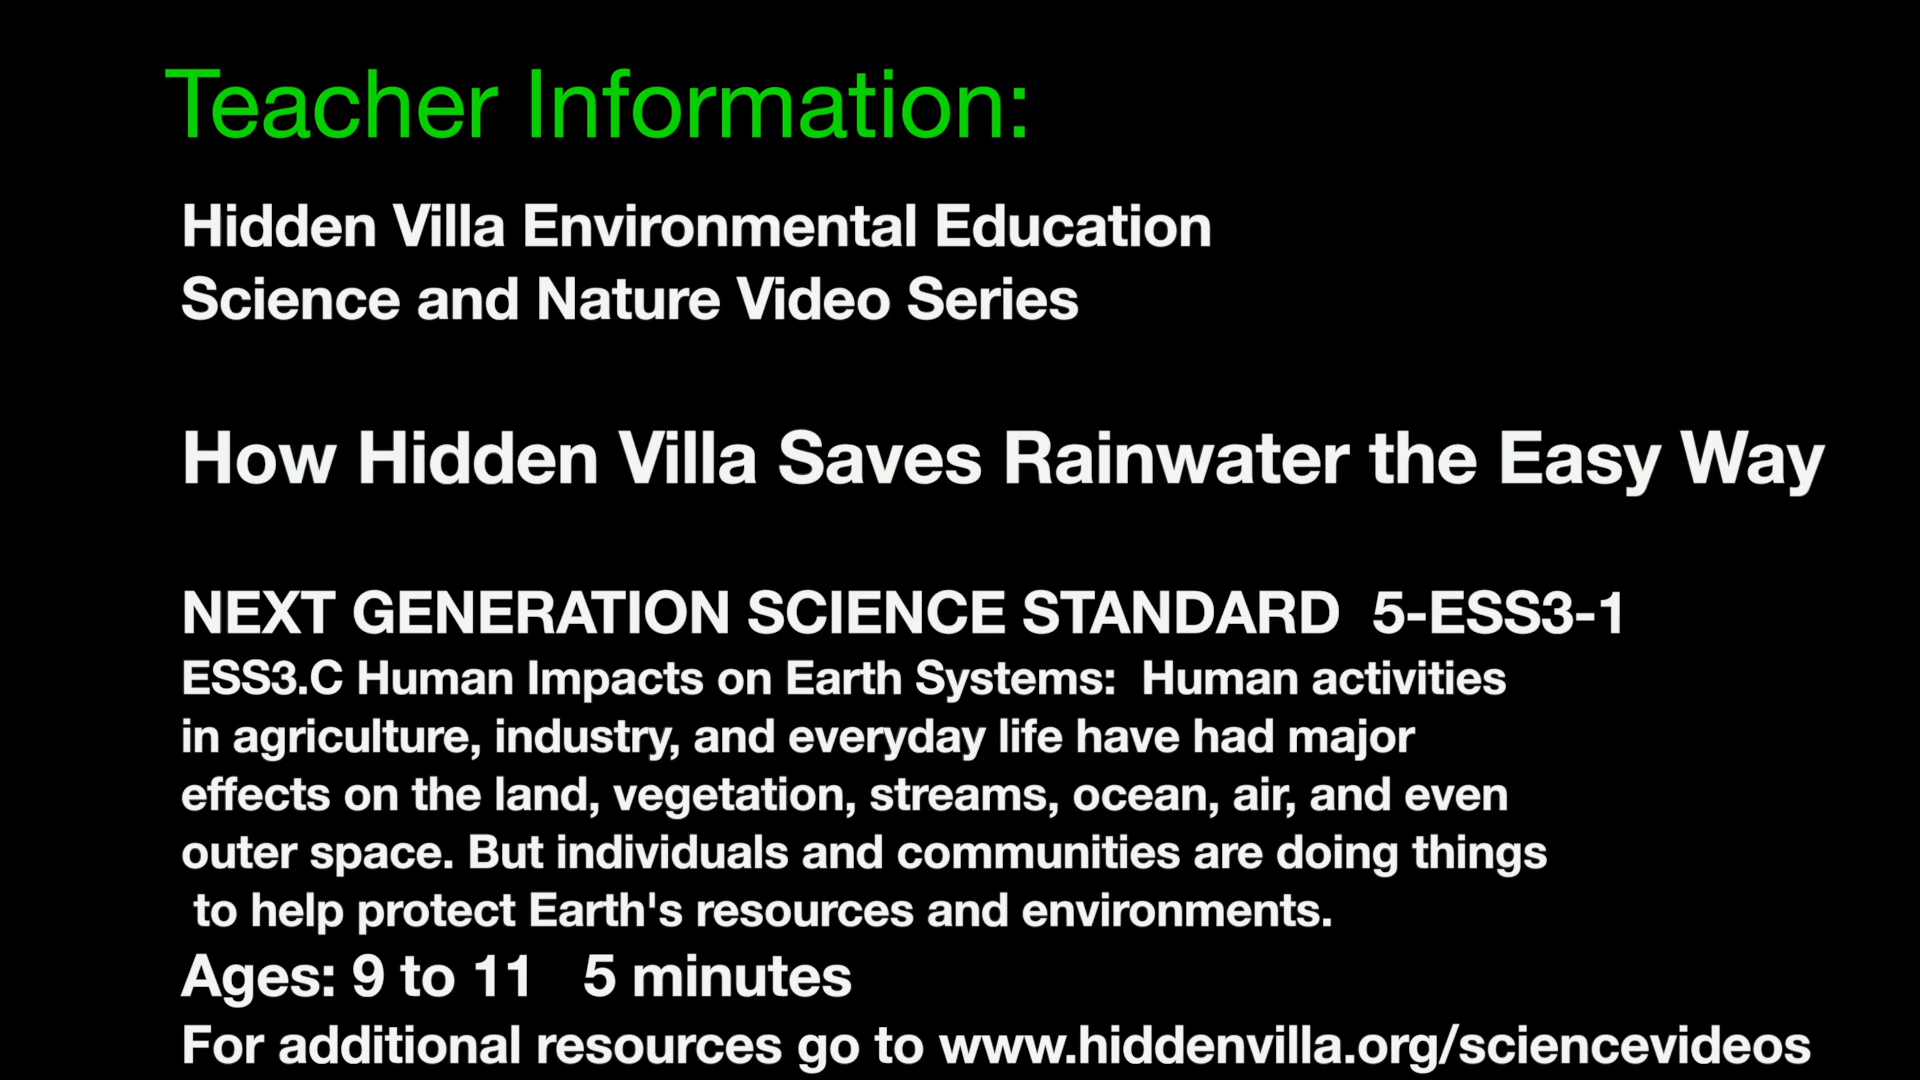 Teacher Information:
Hidden Villa Environmental Education
Science and Nature Video Series
How Hidden Villa Saves Rainwater the Easy Way
NEXT GENERATION SCIENCE STANDARD  5-ESS3-1
ESS3.C Human Impacts on Earth Systems:  Human activities
in agriculture, industry, and everyday life have had major
effects on the land, vegetation, streams, ocean, air, and even
outer space. But individuals and communities are doing things
to help protect Earth's resources and environments.
Ages: 9 to 11   5 minutes
For additional resources go to www.hiddenvilla.org/sciencevideos